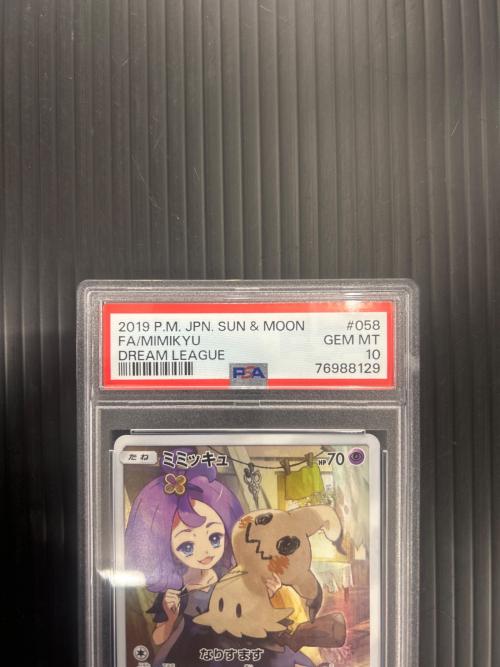 2019 P.M. JPN. SUN & MOON #058
FA/MIMIKYU GEM MT
DREAM LEAGUE 10
PSA 76988129
たね ミミッキュ HP70
なりすます